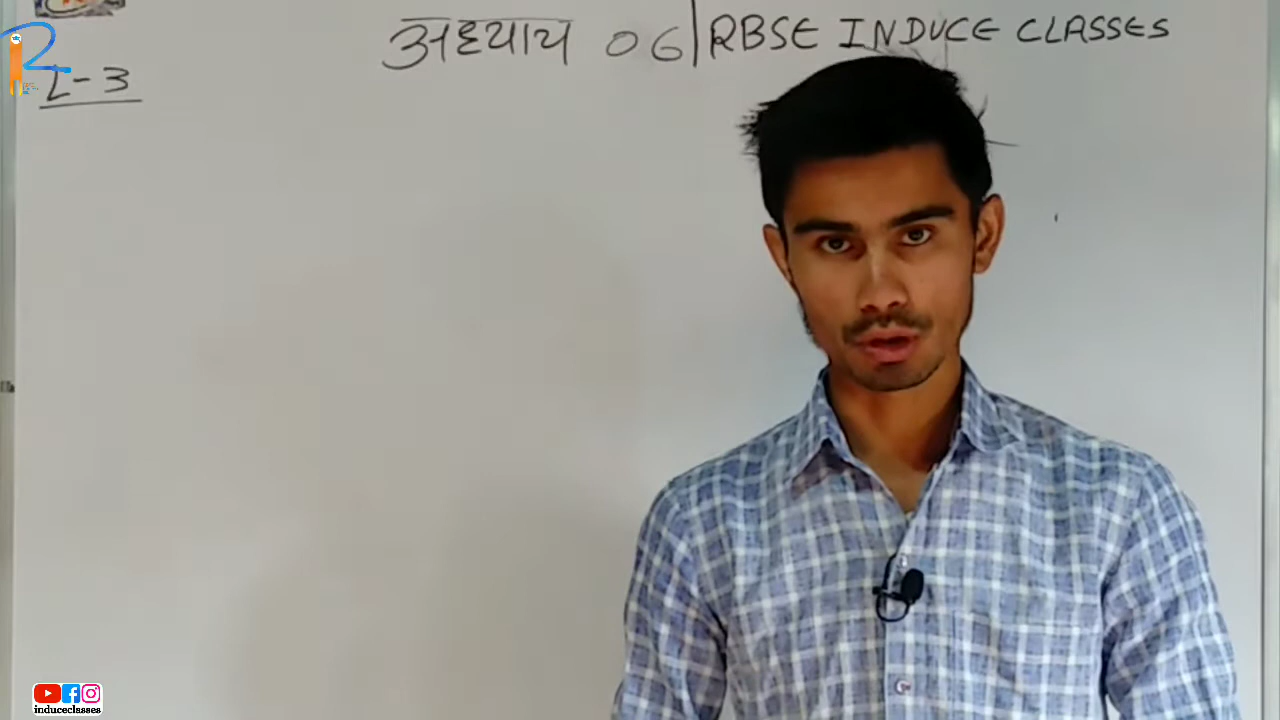 अध्याय 06 | RBSE INDUCE CLASSES
L-3
induceclasses